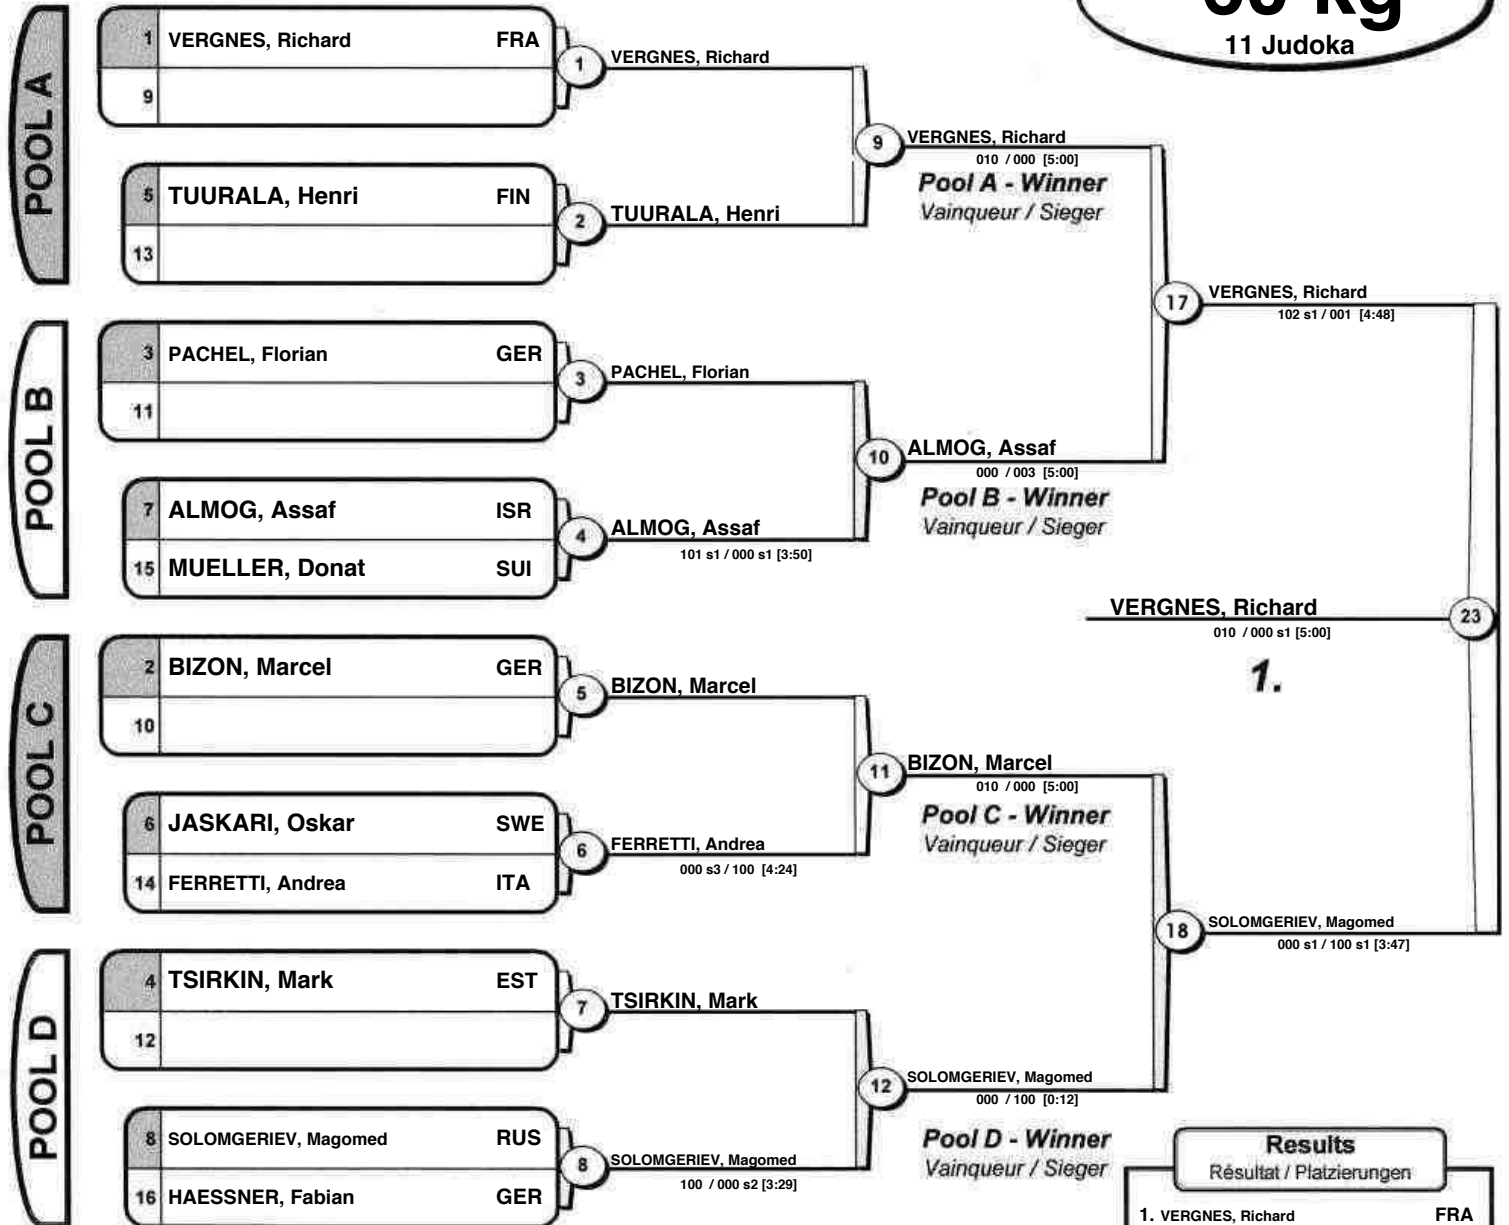 11 Judoka
POOL A
1 VERGNES, Richard FRA
9
1 VERGNES, Richard
5 TUURALA, Henri FIN
13
2 TUURALA, Henri
9 VERGNES, Richard
010 / 000 [5:00]
Pool A - Winner
Vainqueur / Sieger
POOL B
3 PACHEL, Florian GER
11
3 PACHEL, Florian
7 ALMOG, Assaf ISR
15 MUELLER, Donat SUI
4 ALMOG, Assaf
101 s1 / 000 s1 [3:50]
10 ALMOG, Assaf
000 / 003 [5:00]
Pool B - Winner
Vainqueur / Sieger
17 VERGNES, Richard
102 s1 / 001 [4:48]
VERGNES, Richard 23
010 / 000 s1 [5:00]
1.
POOL C
2 BIZON, Marcel GER
10
5 BIZON, Marcel
6 JASKARI, Oskar SWE
14 FERRETTI, Andrea ITA
6 FERRETTI, Andrea
000 s3 / 100 [4:24]
11 BIZON, Marcel
010 / 000 [5:00]
Pool C - Winner
Vainqueur / Sieger
18 SOLOMGERIEV, Magomed
000 s1 / 100 s1 [3:47]
POOL D
4 TSIRKIN, Mark EST
12
7 TSIRKIN, Mark
8 SOLOMGERIEV, Magomed RUS
16 HAESSNER, Fabian GER
8 SOLOMGERIEV, Magomed
100 / 000 s2 [3:29]
12 SOLOMGERIEV, Magomed
000 / 100 [0:12]
Pool D - Winner
Vainqueur / Sieger
Results
Résultat / Platzierungen
1. VERGNES, Richard FRA